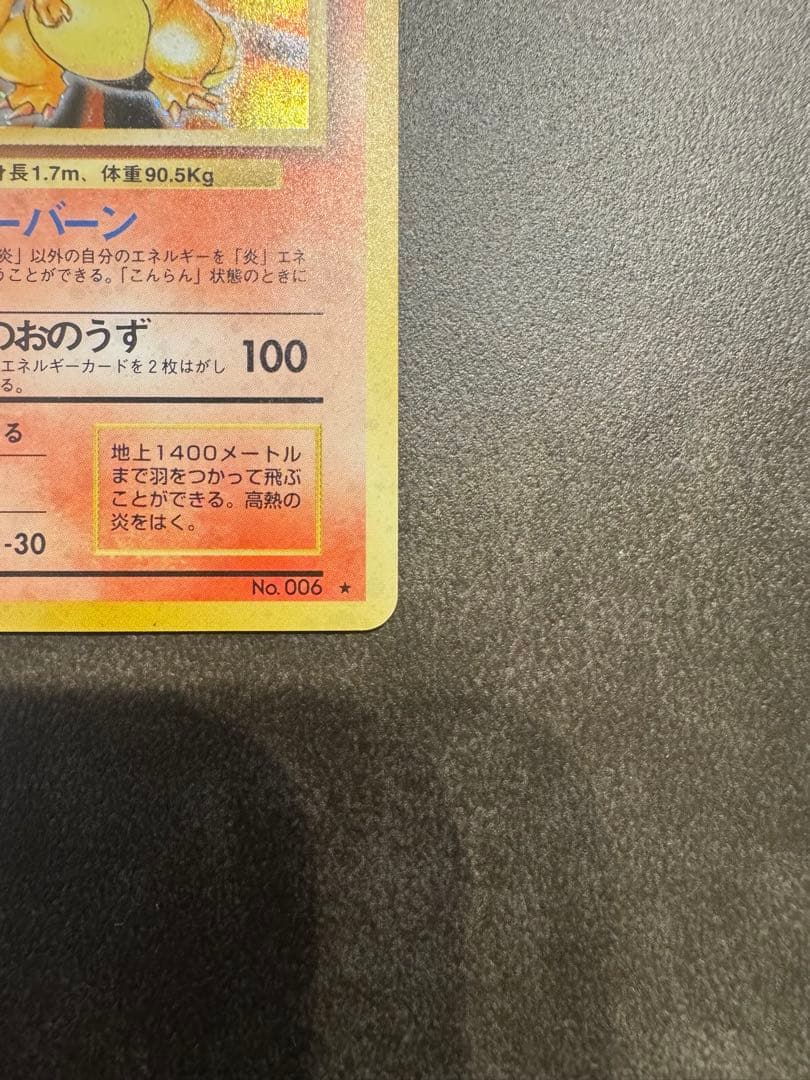 長1.7m、体重90.5Kg
ーバーン
炎」以外の自分のエネルギーを「炎」エネ
うことができる。「こんらん」状態のときに
のおのうず 100
エネルギーカードを2枚はがし
る。
る
地上1400メートル
まで羽をつかって飛ぶ
ことができる。高熱の
炎をはく。
-30
No. 006 ★